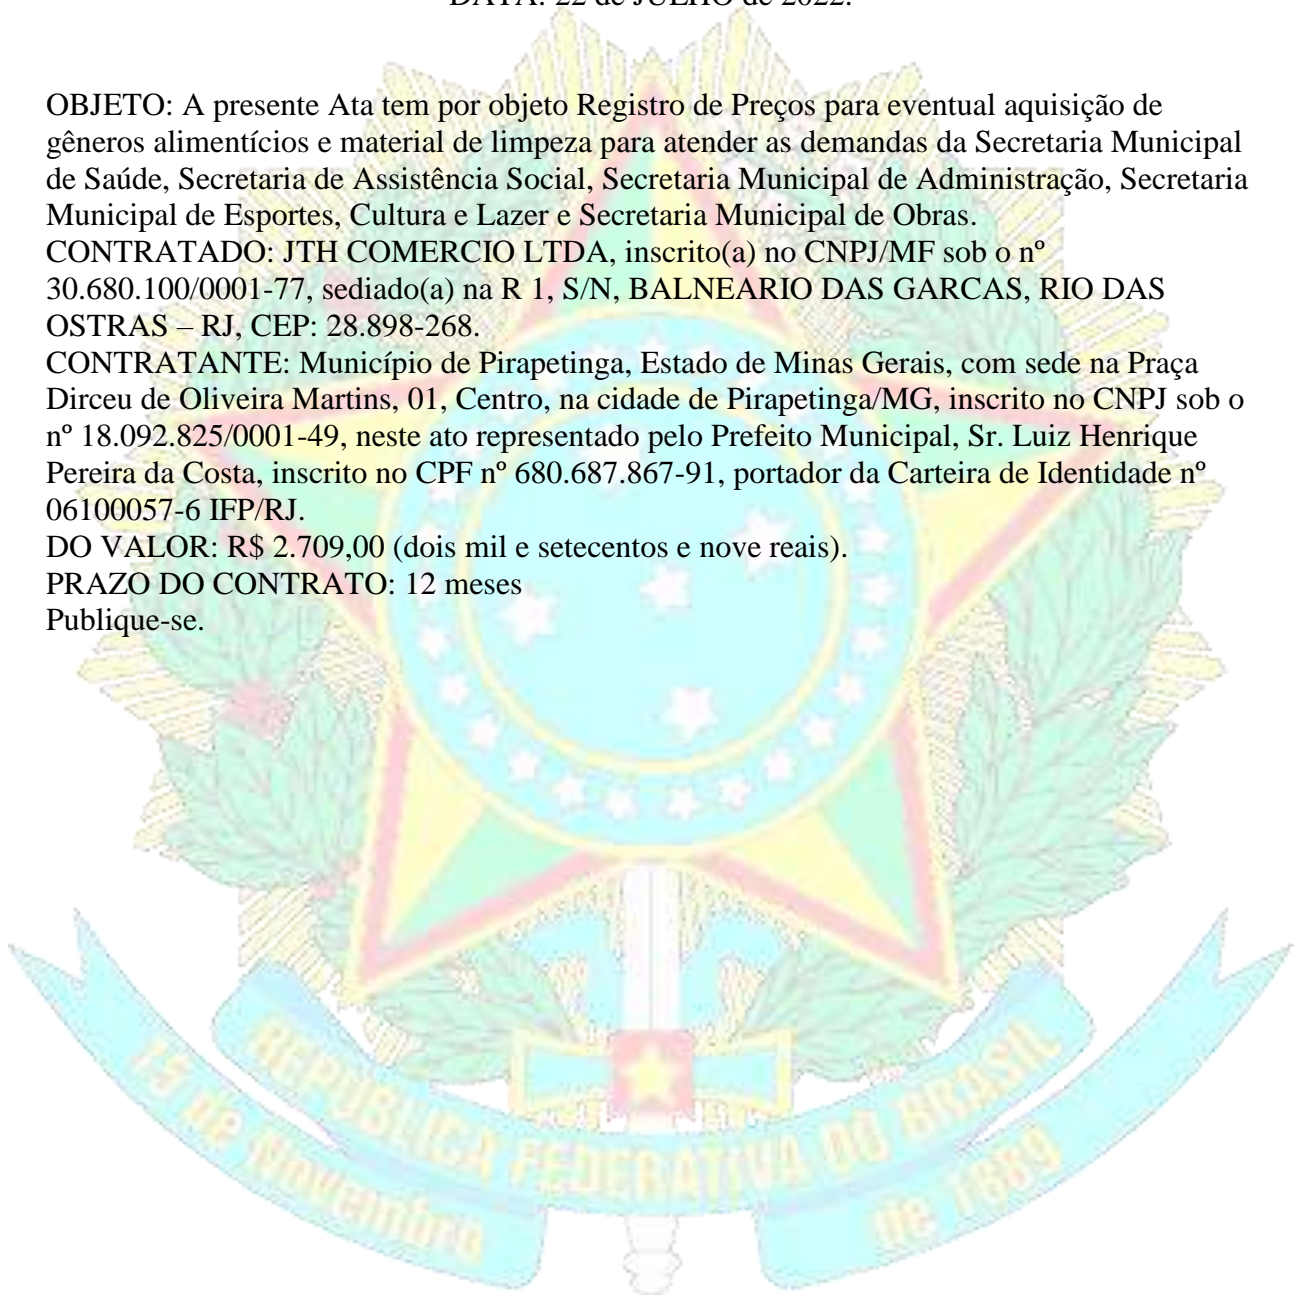 DATA: 22 de JULHO de 2022.
OBJETO: A presente Ata tem por objeto Registro de Preços para eventual aquisição de
gêneros alimentícios e material de limpeza para atender as demandas da Secretaria Municipal
de Saúde, Secretaria de Assistência Social, Secretaria Municipal de Administração, Secretaria
Municipal de Esportes, Cultura e Lazer e Secretaria Municipal de Obras.
CONTRATADO: JTH COMERCIO LTDA, inscrito(a) no CNPJ/MF sob o nº
30.680.100/0001-77, sediado(a) na R 1, S/N, BALNEARIO DAS GARCAS, RIO DAS
OSTRAS – RJ, CEP: 28.898-268.
CONTRATANTE: Município de Pirapetinga, Estado de Minas Gerais, com sede na Praça
Dirceu de Oliveira Martins, 01, Centro, na cidade de Pirapetinga/MG, inscrito no CNPJ sob o
nº 18.092.825/0001-49, neste ato representado pelo Prefeito Municipal, Sr. Luiz Henrique
Pereira da Costa, inscrito no CPF nº 680.687.867-91, portador da Carteira de Identidade nº
06100057-6 IFP/RJ.
DO VALOR: R$ 2.709,00 (dois mil e setecentos e nove reais).
PRAZO DO CONTRATO: 12 meses
Publique-se.
REPÚBLICA FEDERATIVA DO BRASIL
15 de Novembro
de 1889